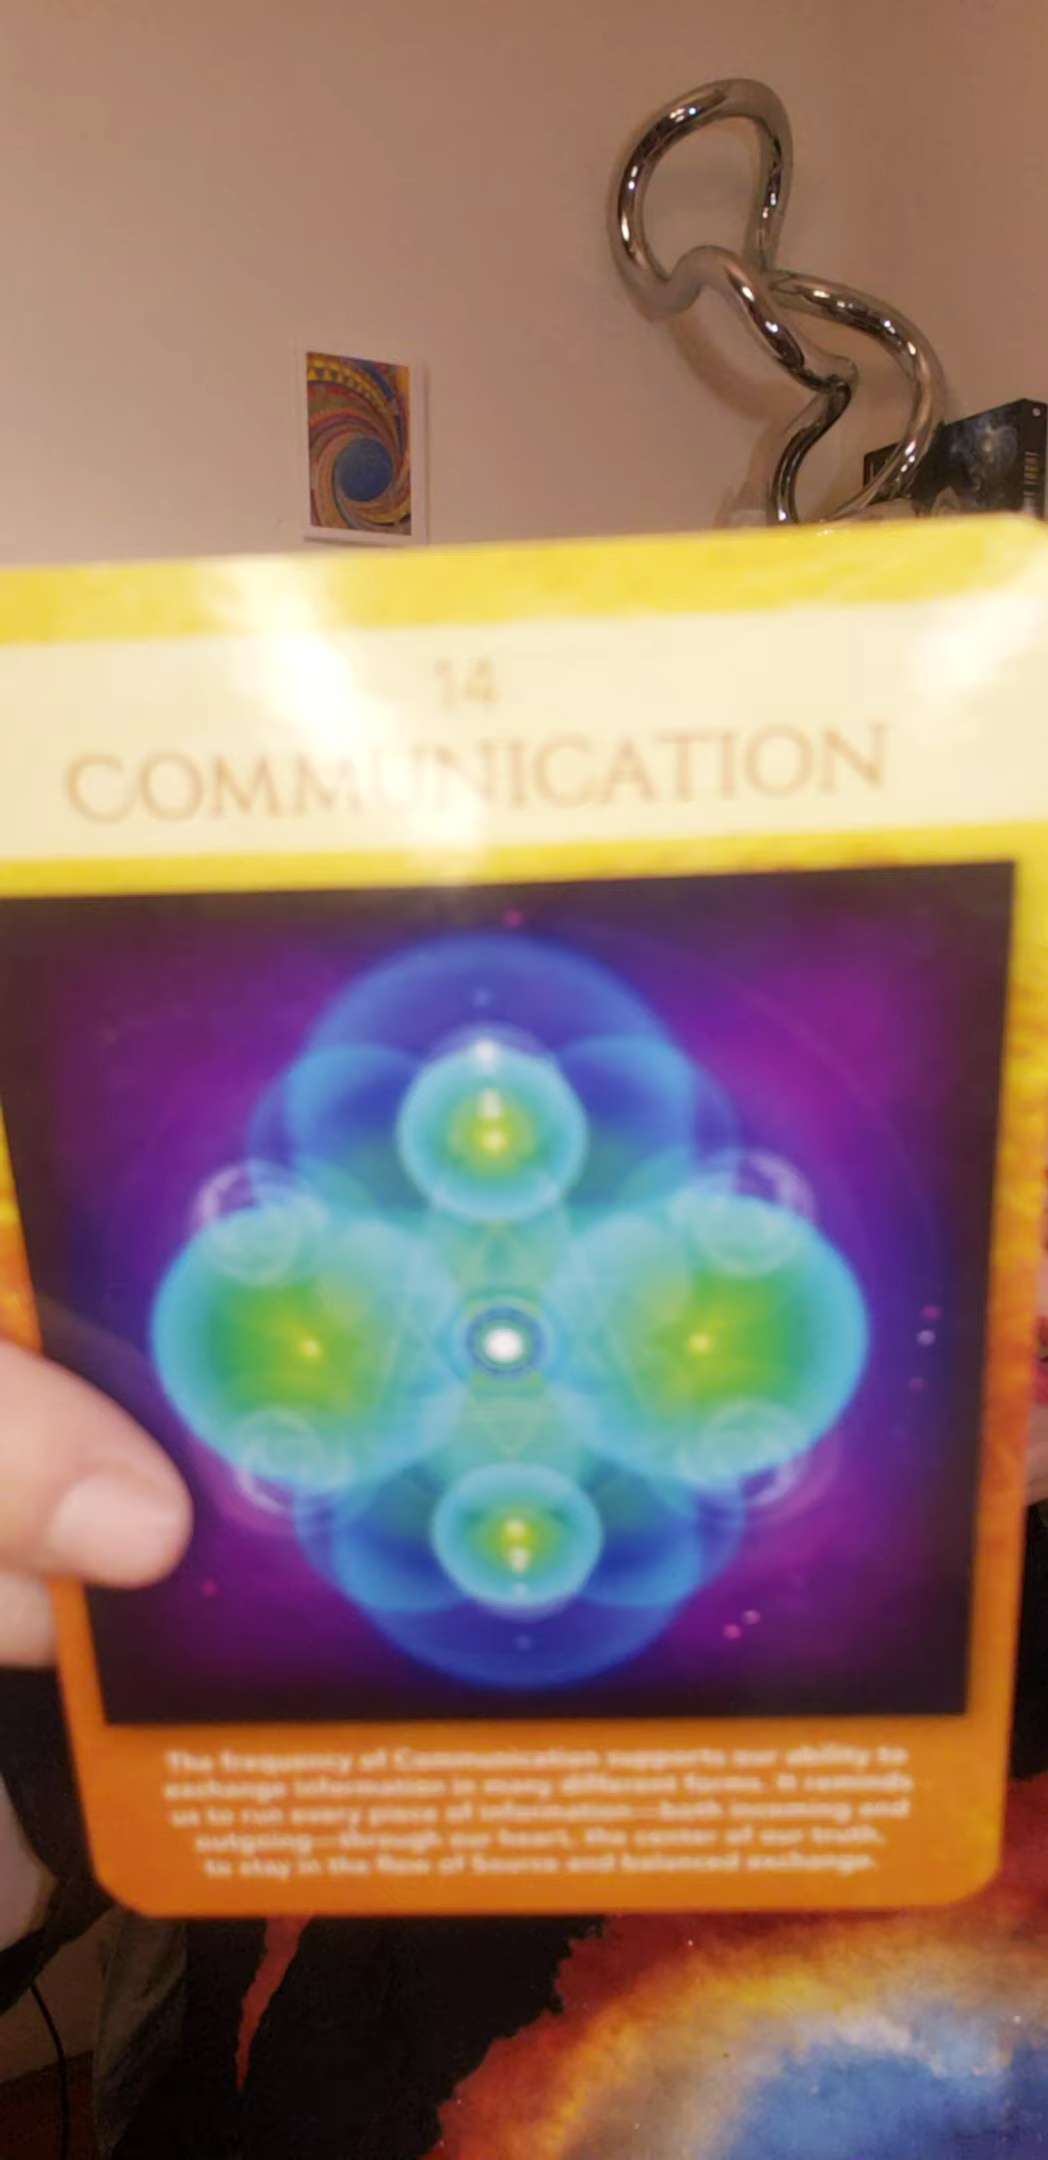 14
COMMUNICATION
The frequency of Communication supports our ability to
exchange information in many different forms. It reminds
us to run every piece of information—both incoming and
outgoing—through our heart, the center of our truth,
to stay in the flow of Source and balanced exchange.